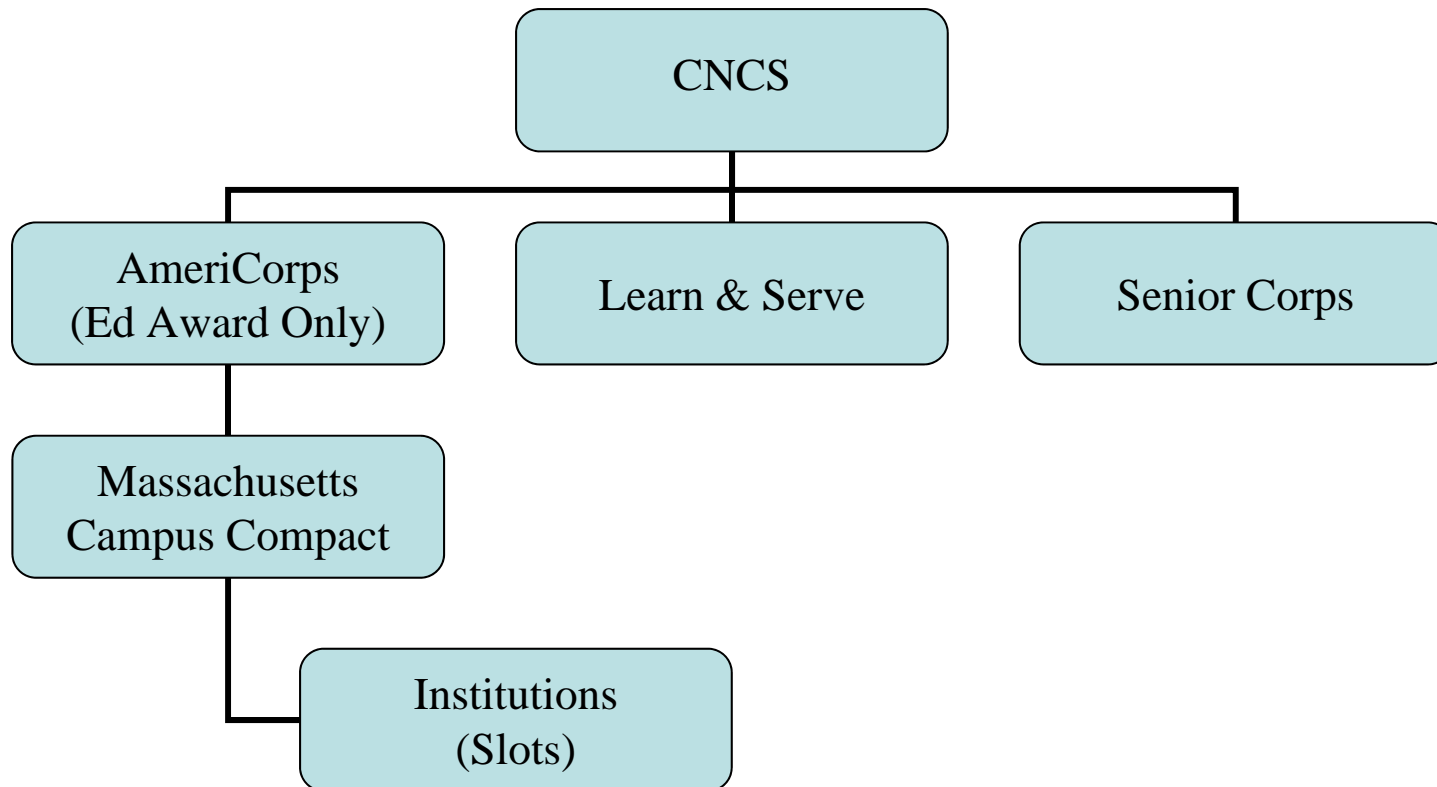 CNCS
AmeriCorps
(Ed Award Only)
Learn & Serve
Senior Corps
Massachusetts
Campus Compact
Institutions
(Slots)